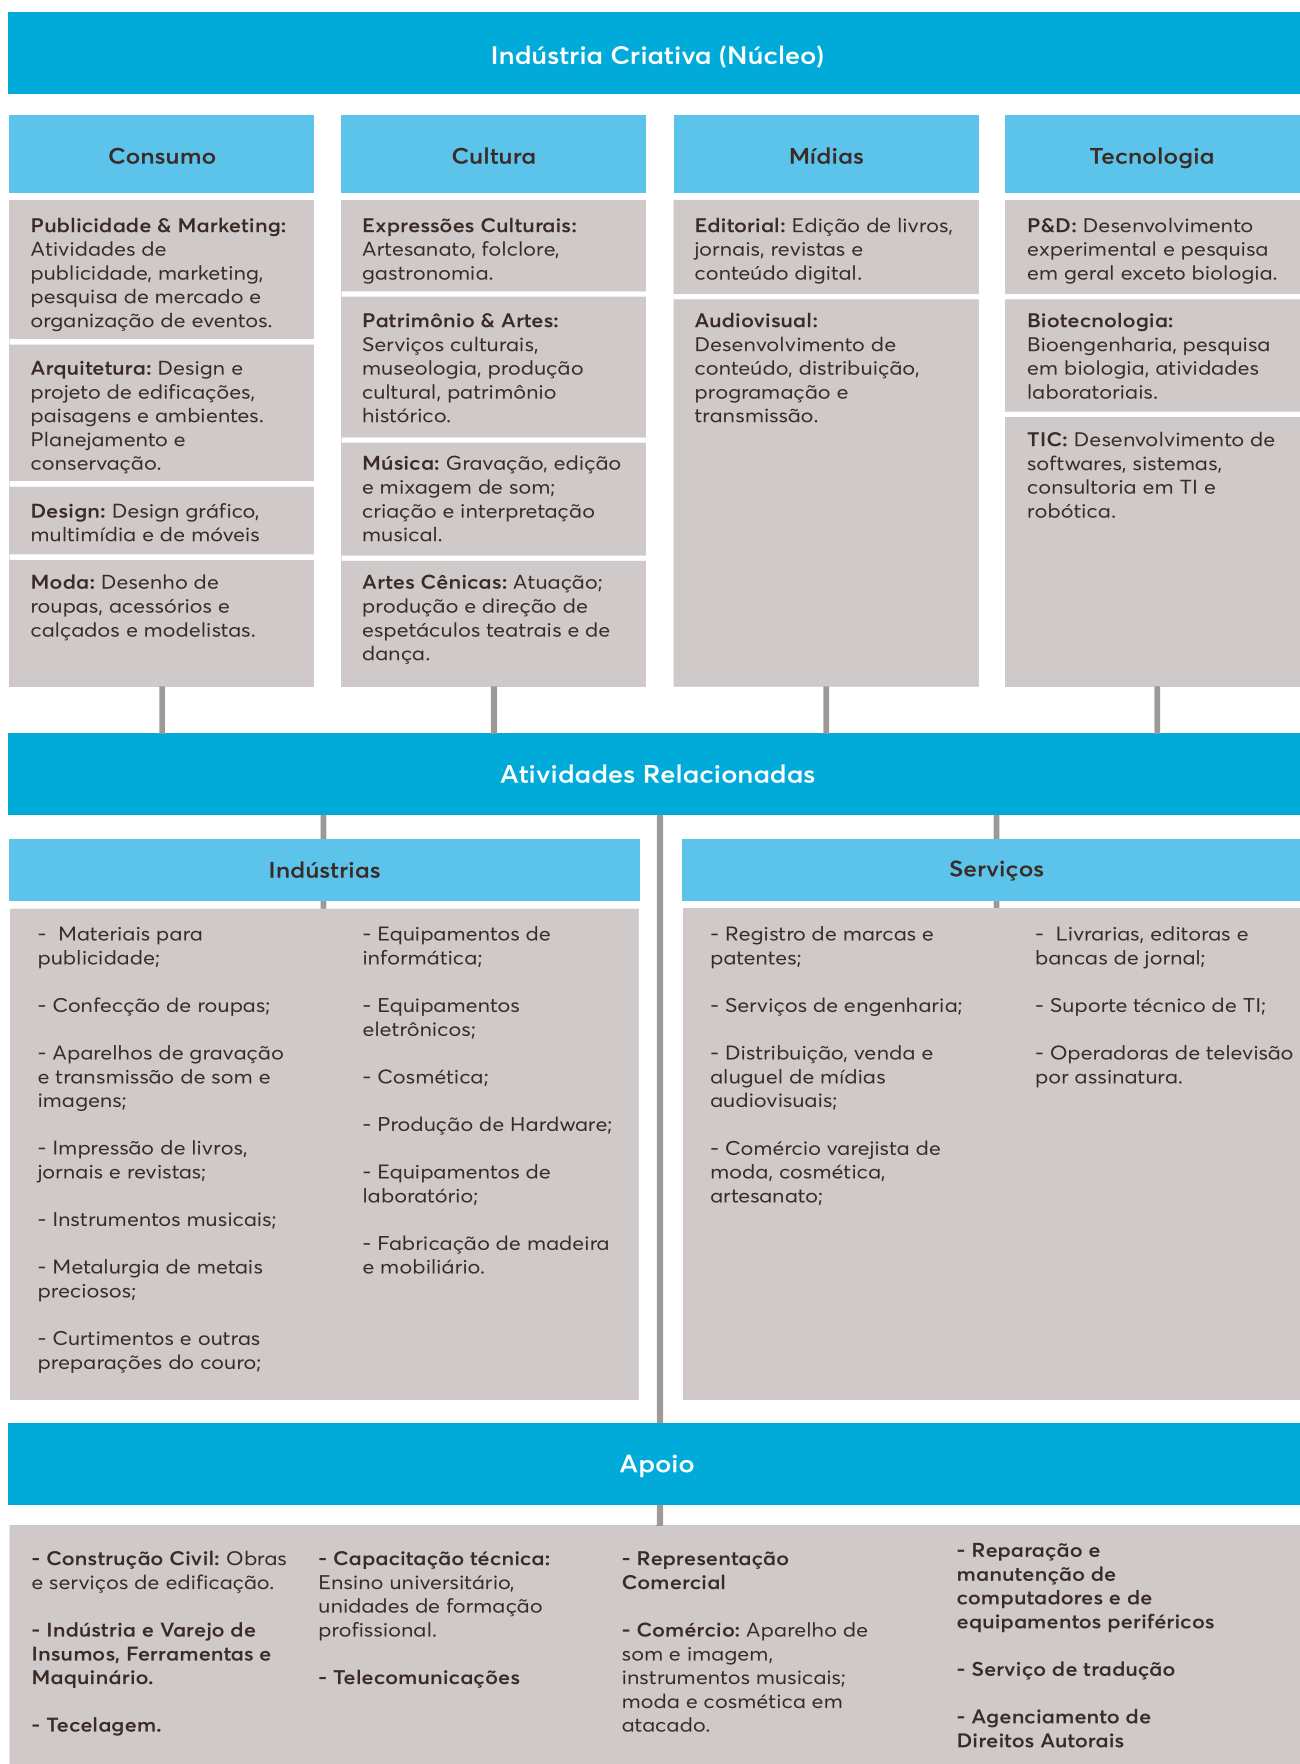 Indústria Criativa (Núcleo)
Consumo
Publicidade & Marketing:
Atividades de
publicidade, marketing,
pesquisa de mercado e
organização de eventos.
Arquitetura: Design e
projeto de edificações,
paisagens e ambientes.
Planejamento e
conservação.
Design: Design gráfico,
multimídia e de móveis
Moda: Desenho de
roupas, acessórios e
calçados e modelistas.
Cultura
Expressões Culturais:
Artesanato, folclore,
gastronomia.
Patrimônio & Artes:
Serviços culturais,
museologia, produção
cultural, patrimônio
histórico.
Música: Gravação, edição
e mixagem de som;
criação e interpretação
musical.
Artes Cênicas: Atuação;
produção e direção de
espetáculos teatrais e de
dança.
Mídias
Editorial: Edição de livros,
jornais, revistas e
conteúdo digital.
Audiovisual:
Desenvolvimento de
conteúdo, distribuição,
programação e
transmissão.
Tecnologia
P&D: Desenvolvimento
experimental e pesquisa
em geral exceto biologia.
Biotecnologia:
Bioengenharia, pesquisa
em biologia, atividades
laboratoriais.
TIC: Desenvolvimento de
softwares, sistemas,
consultoria em TI e
robótica.
Atividades Relacionadas
Indústrias
- Materiais para
publicidade;
- Confecção de roupas;
- Aparelhos de gravação
e transmissão de som e
imagens;
- Impressão de livros,
jornais e revistas;
- Instrumentos musicais;
- Metalurgia de metais
preciosos;
- Curtimentos e outras
preparações do couro;
- Equipamentos de
informática;
- Equipamentos
eletrônicos;
- Cosmética;
- Produção de Hardware;
- Equipamentos de
laboratório;
- Fabricação de madeira
e mobiliário.
Serviços
- Registro de marcas e
patentes;
- Serviços de engenharia;
- Distribuição, venda e
aluguel de mídias
audiovisuais;
- Comércio varejista de
moda, cosmética,
artesanato;
- Livrarias, editoras e
bancas de jornal;
- Suporte técnico de TI;
- Operadoras de televisão
por assinatura.
Apoio
- Construção Civil: Obras
e serviços de edificação.
- Indústria e Varejo de
Insumos, Ferramentas e
Maquinário.
- Tecelagem.
- Capacitação técnica:
Ensino universitário,
unidades de formação
profissional.
- Telecomunicações
- Representação
Comercial
- Comércio: Aparelho de
som e imagem,
instrumentos musicais;
moda e cosmética em
atacado.
- Reparação e
manutenção de
computadores e de
equipamentos periféricos
- Serviço de tradução
- Agenciamento de
Direitos Autorais